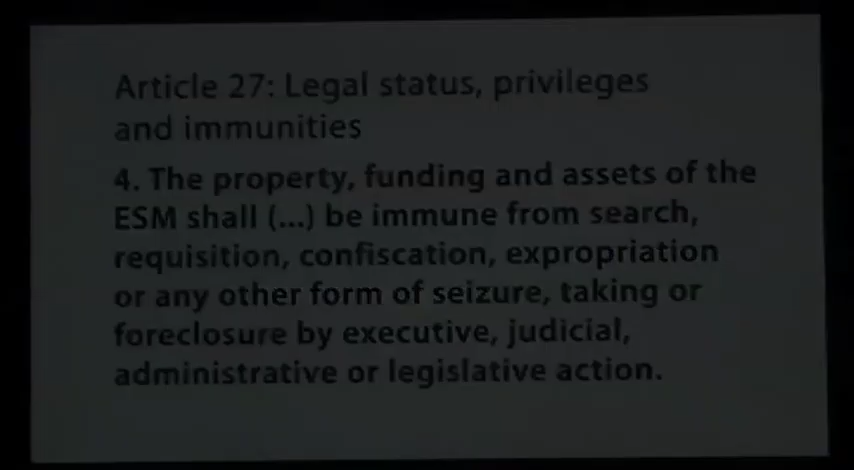 Article 27: Legal status, privileges
and immunities
4. The property, funding and assets of the
ESM shall (...) be immune from search,
requisition, confiscation, expropriation
or any other form of seizure, taking or
foreclosure by executive, judicial,
administrative or legislative action.